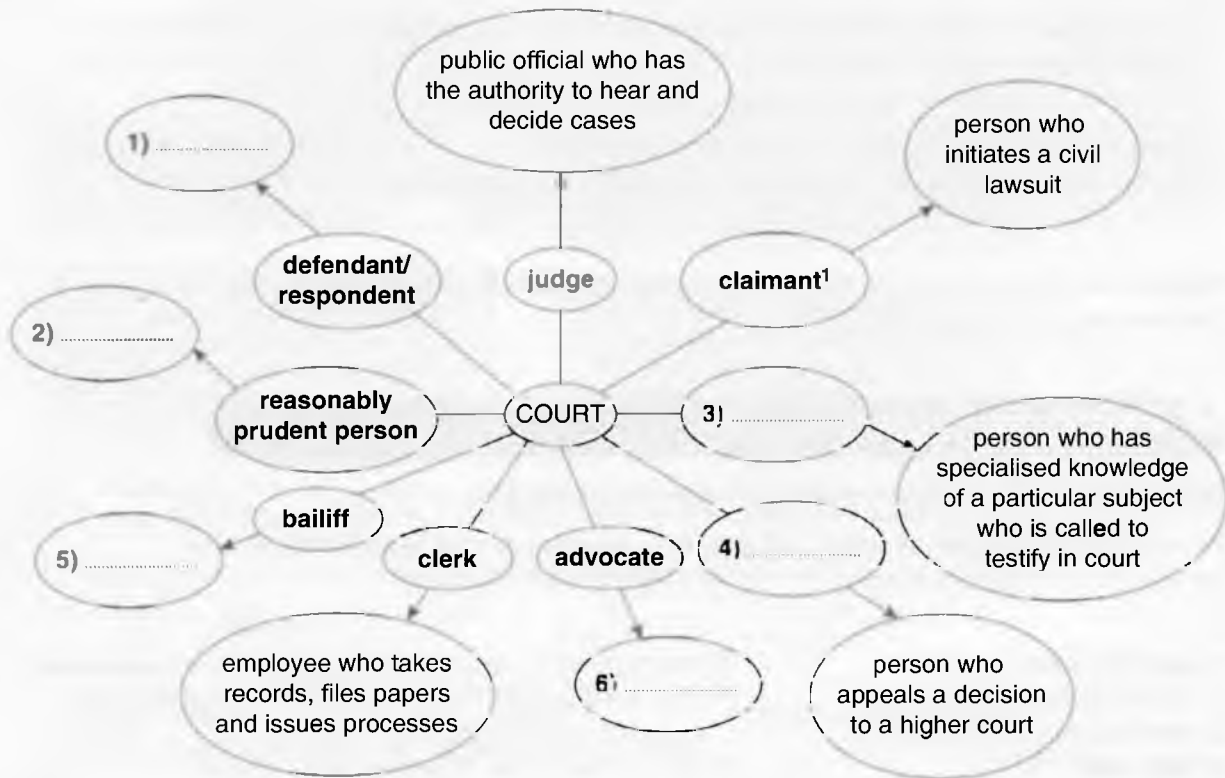 public official who has
the authority to hear and
decide cases
person who
initiates a civil
lawsuit
1) ....................
defendant/
respondent
judge
claimant¹
2) ....................
reasonably
prudent person
COURT
3) ....................
person who has
specialised knowledge
of a particular subject
who is called to
testify in court
bailiff
5) ....................
clerk
advocate
4) ....................
employee who takes
records, files papers
and issues processes
6) ....................
person who
appeals a decision
to a higher court